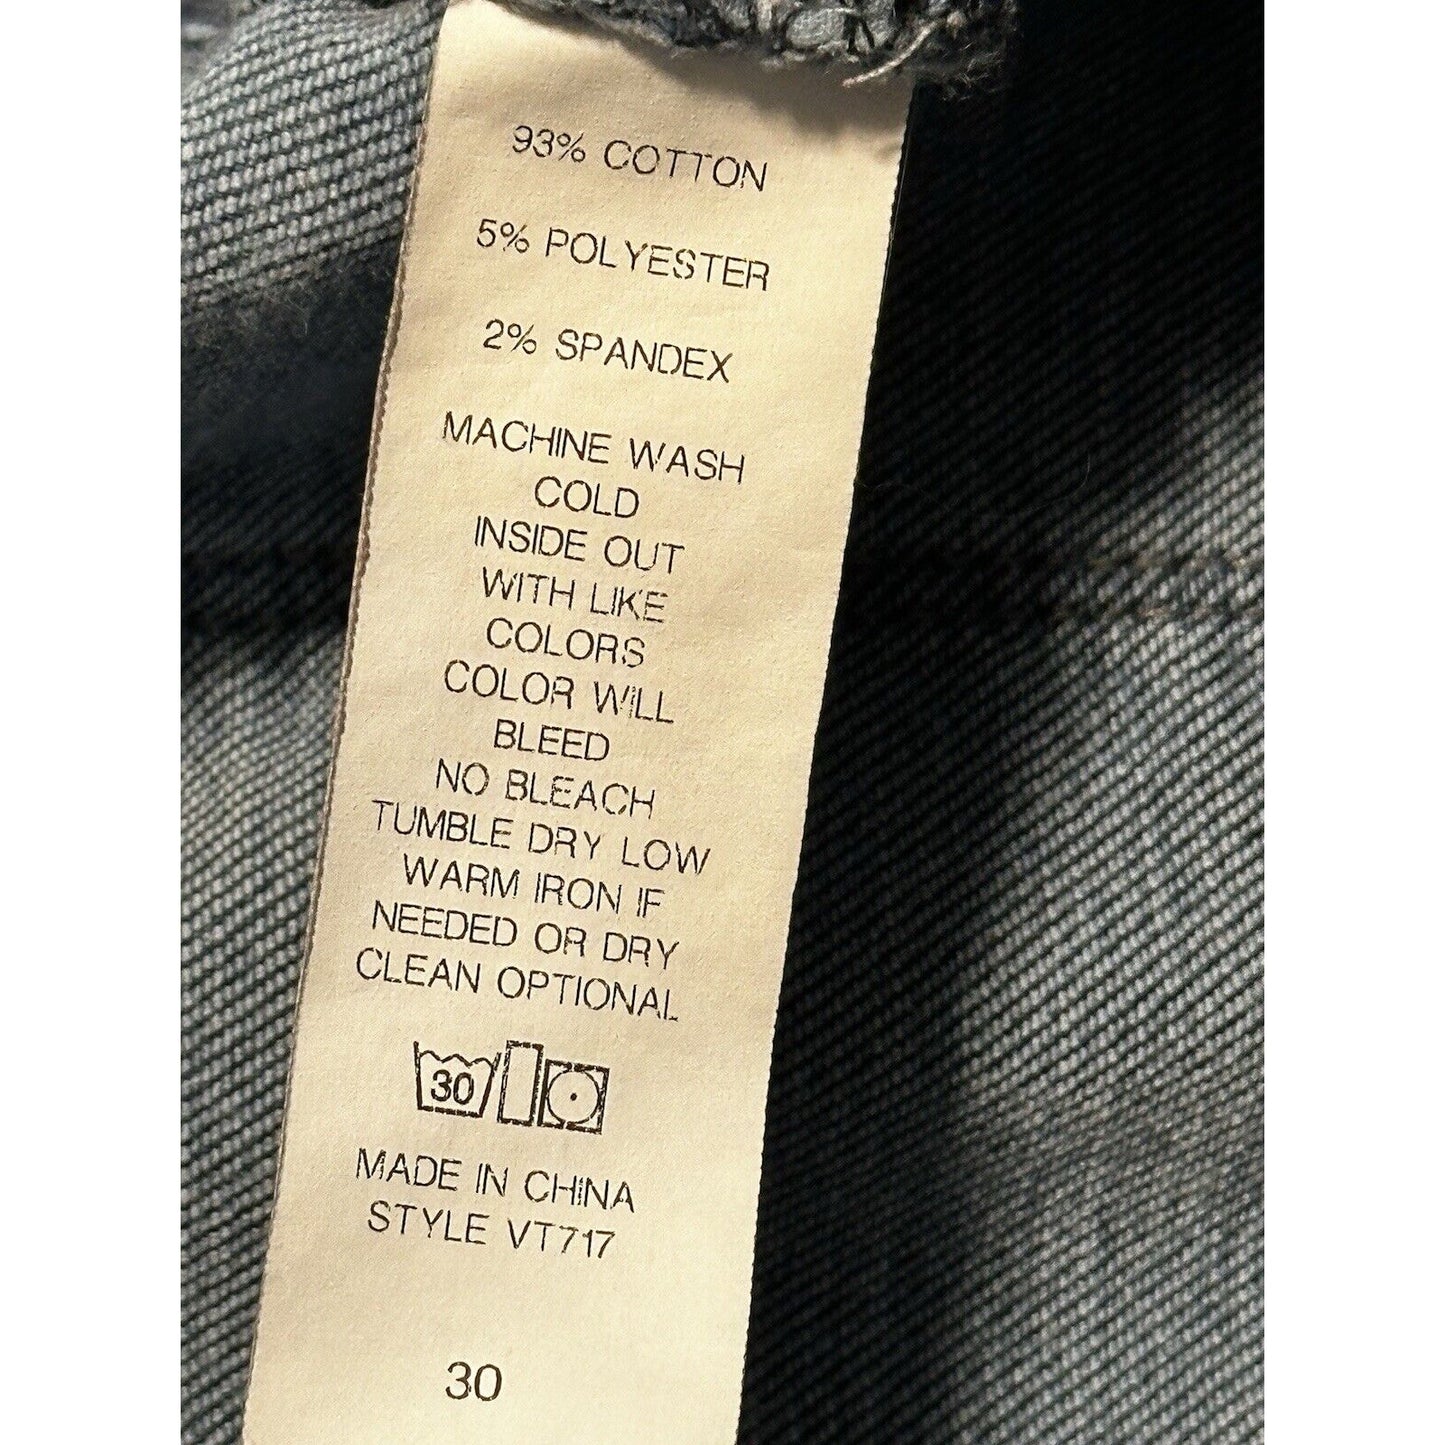 93% COTTON
5% POLYESTER
2% SPANDEX
MACHINE WASH
COLD
INSIDE OUT
WITH LIKE
COLORS
COLOR WILL
BLEED
NO BLEACH
TUMBLE DRY LOW
WARM IRON IF
NEEDED OR DRY
CLEAN OPTIONAL
30
MADE IN CHINA
STYLE VT717
30